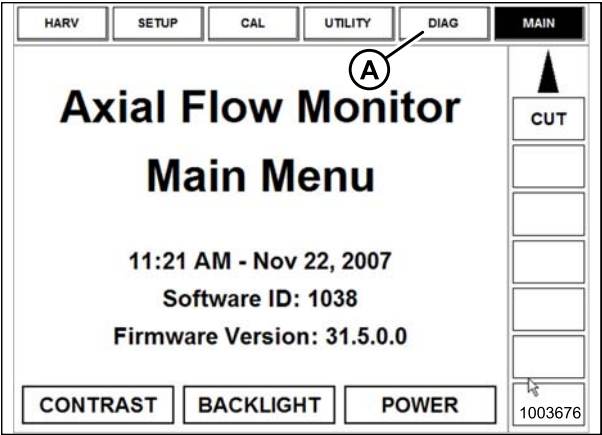 HARV SETUP CAL UTILITY DIAG MAIN
A
Axial Flow Monitor
CUT
Main Menu
11:21 AM - Nov 22, 2007
Software ID: 1038
Firmware Version: 31.5.0.0
CONTRAST BACKLIGHT POWER
1003676